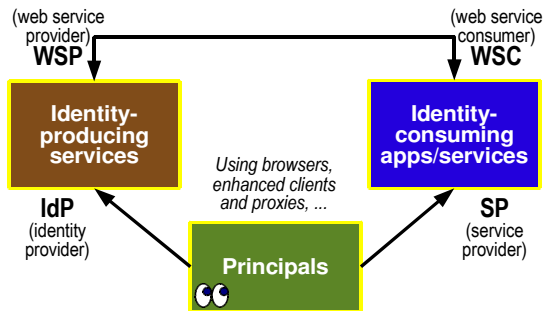 (web service
provider)
WSP
(web service
consumer)
WSC
Identity-
producing
services
Identity-
consuming
apps/services
Using browsers,
enhanced clients
and proxies, ...
IdP
(identity
provider)
SP
(service
provider)
Principals